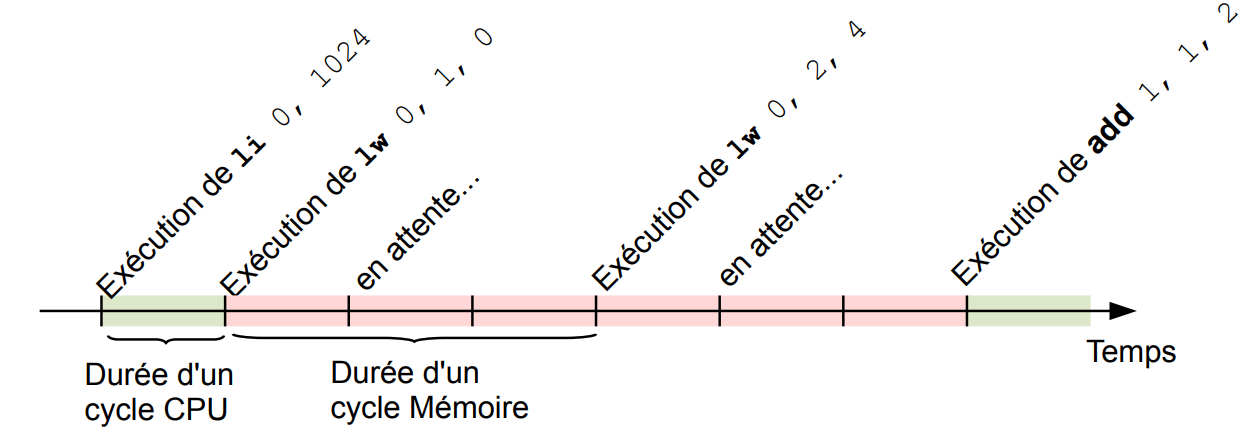 Exécution de li 0, 1024
Exécution de lw 0, 1, 0
en attente...
Exécution de lw 0, 2, 4
en attente...
Exécution de add 1, 1, 2
Temps
Durée d'un
cycle CPU
Durée d'un
cycle Mémoire